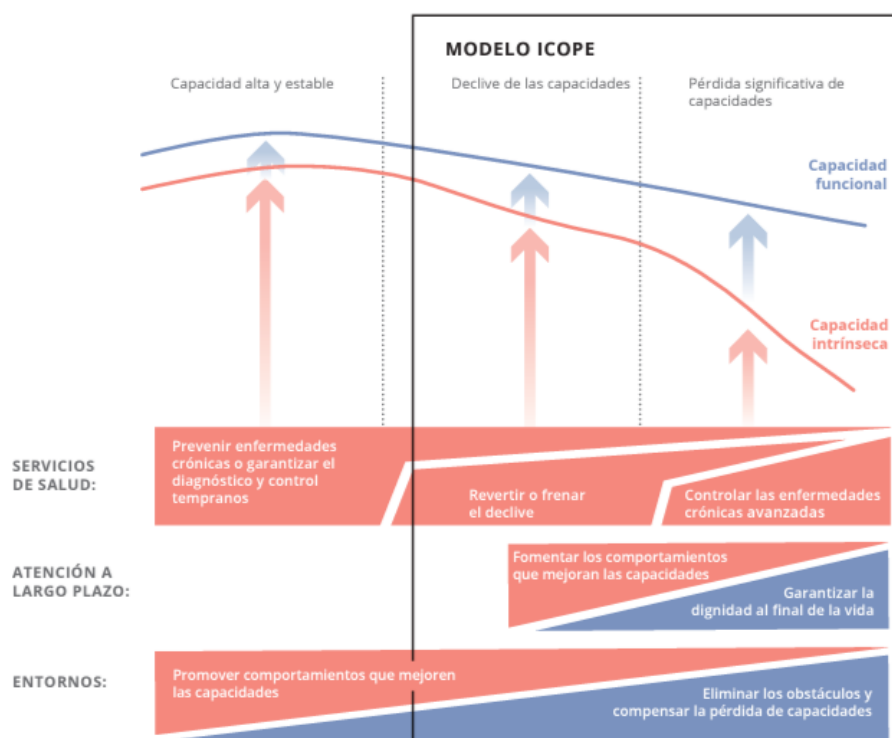 MODELO ICOPE
Capacidad alta y estable
Declive de las capacidades
Pérdida significativa de
capacidades
Capacidad
funcional
Capacidad
intrínseca
SERVICIOS
DE SALUD:
Prevenir enfermedades
crónicas o garantizar el
diagnóstico y control
tempranos
Revertir o frenar
el declive
Controlar las enfermedades
crónicas avanzadas
ATENCIÓN A
LARGO PLAZO:
Fomentar los comportamientos
que mejoran las capacidades
Garantizar la
dignidad al final de la vida
ENTORNOS:
Promover comportamientos que mejoren
las capacidades
Eliminar los obstáculos y
compensar la pérdida de capacidades